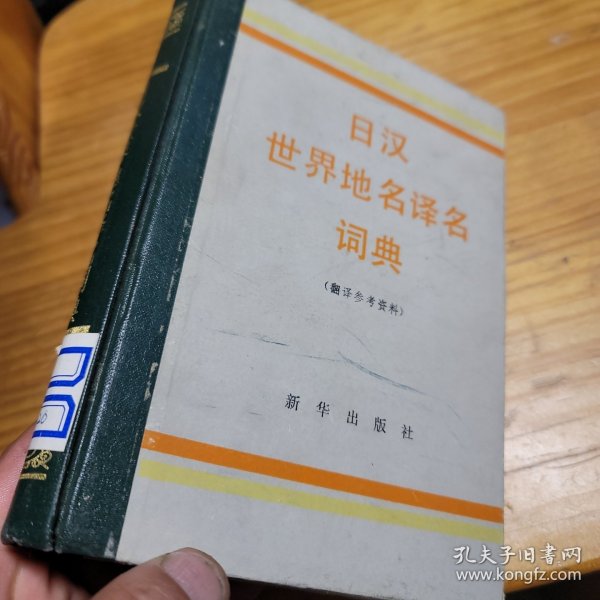 日汉
世界地名译名
词典
（翻译参考资料）
新华出版社
孔夫子旧书网
www.kongfz.com